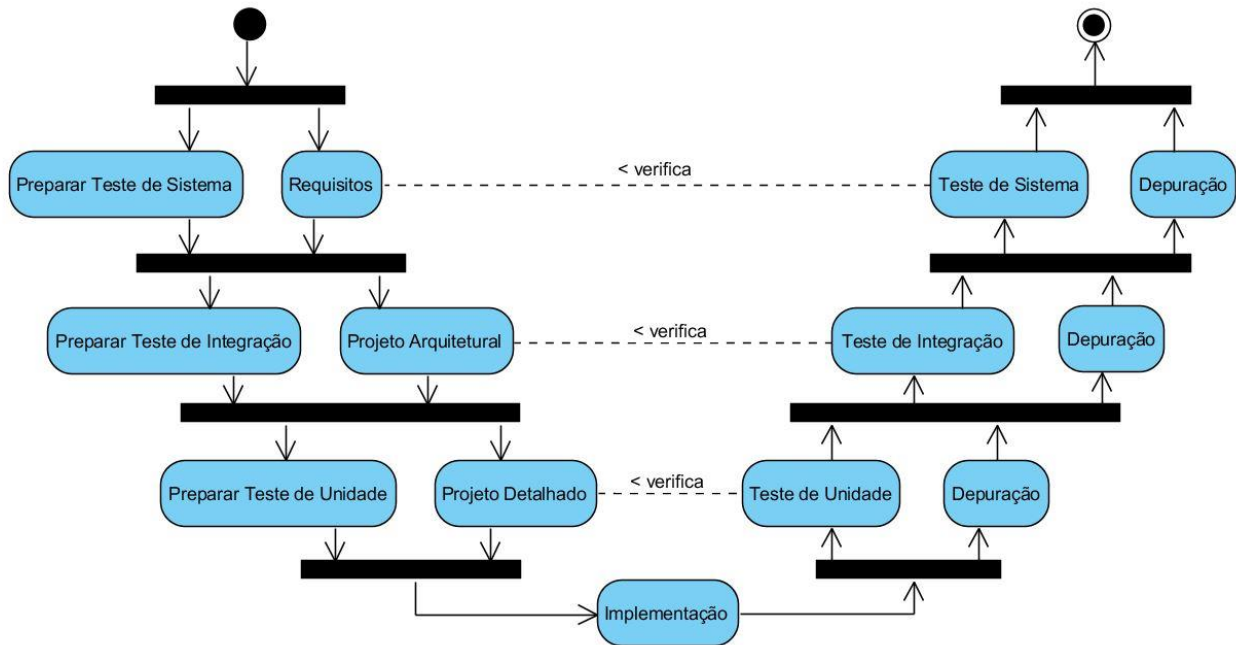 Preparar Teste de Sistema
Requisitos
< verifica
Teste de Sistema
Depuração
Preparar Teste de Integração
Projeto Arquitetural
< verifica
Teste de Integração
Depuração
Preparar Teste de Unidade
Projeto Detalhado
< verifica
Teste de Unidade
Depuração
Implementação